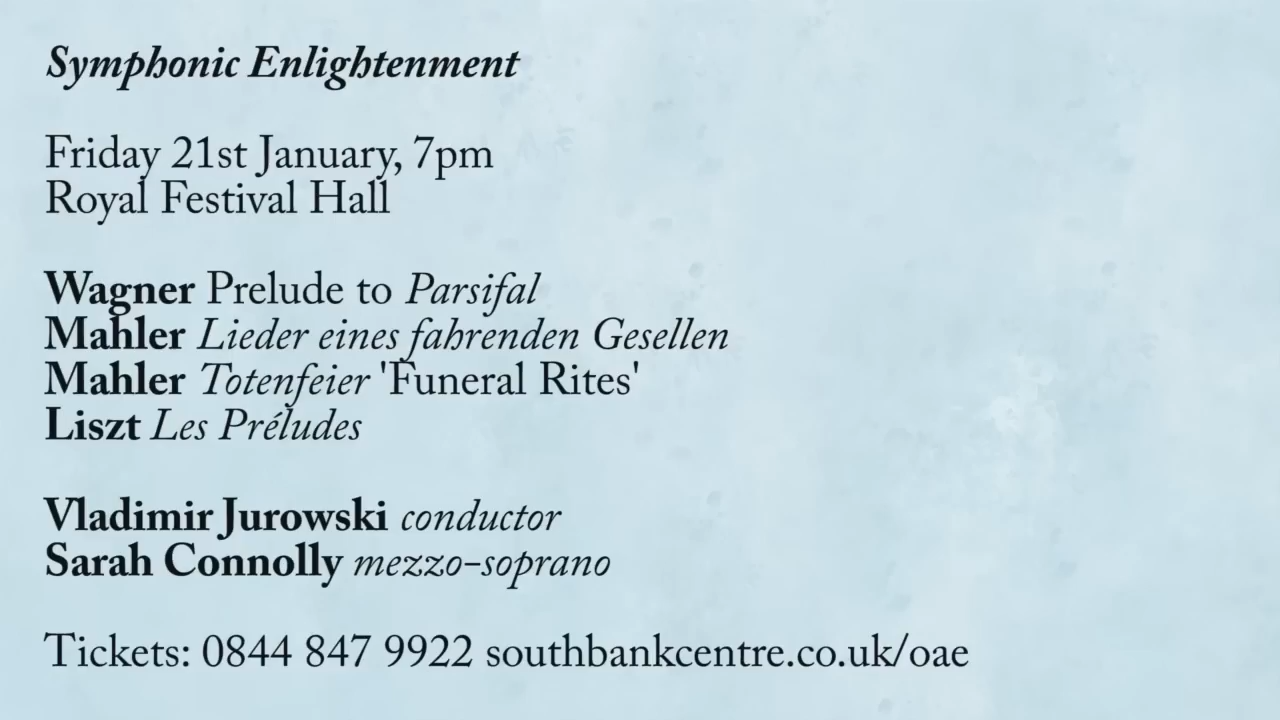 Symphonic Enlightenment
Friday 21st January, 7pm
Royal Festival Hall
Wagner Prelude to Parsifal
Mahler Lieder eines fahrenden Gesellen
Mahler Totenfeier 'Funeral Rites'
Liszt Les Préludes
Vladimir Jurowski conductor
Sarah Connolly mezzo-soprano
Tickets: 0844 847 9922 southbankcentre.co.uk/oae